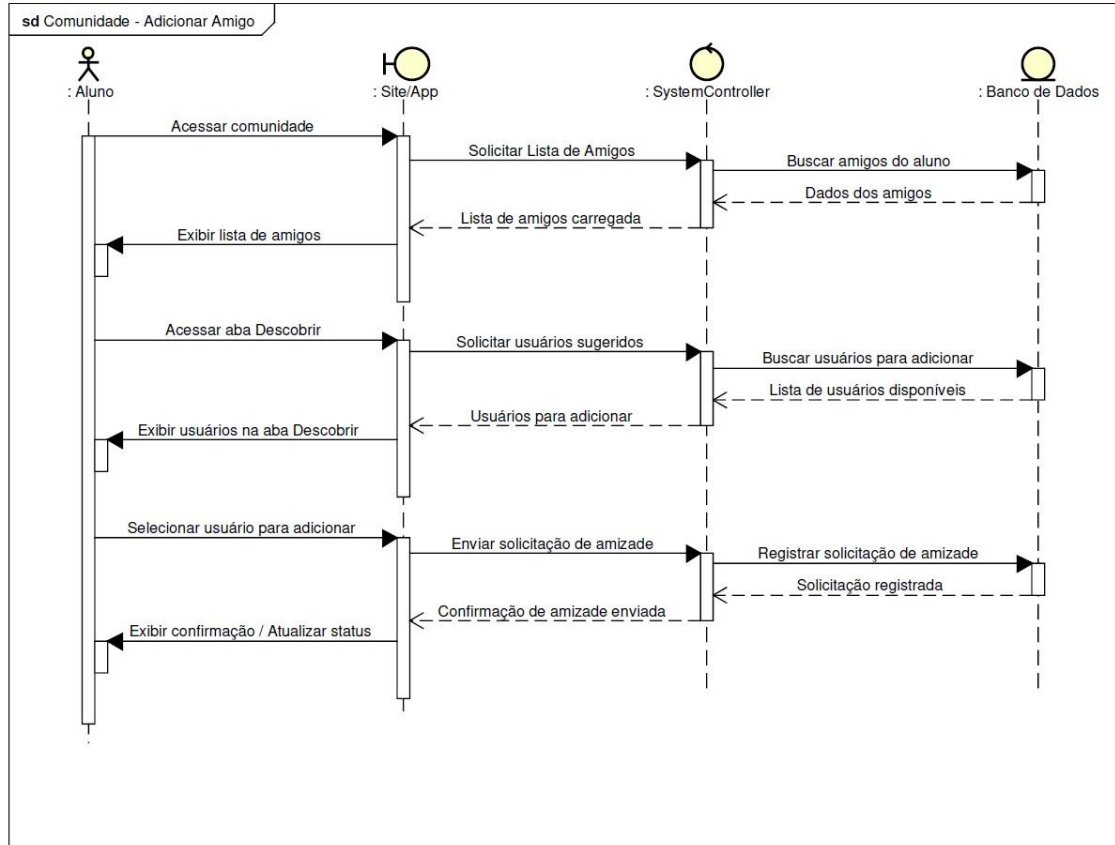 sd Comunidade - Adicionar Amigo
: Aluno
: Site/App
: SystemController
: Banco de Dados
Acessar comunidade
Solicitar Lista de Amigos
Buscar amigos do aluno
Dados dos amigos
Lista de amigos carregada
Exibir lista de amigos
Acessar aba Descobrir
Solicitar usuários sugeridos
Buscar usuários para adicionar
Lista de usuários disponíveis
Usuários para adicionar
Exibir usuários na aba Descobrir
Selecionar usuário para adicionar
Enviar solicitação de amizade
Registrar solicitação de amizade
Solicitação registrada
Confirmação de amizade enviada
Exibir confirmação / Atualizar status